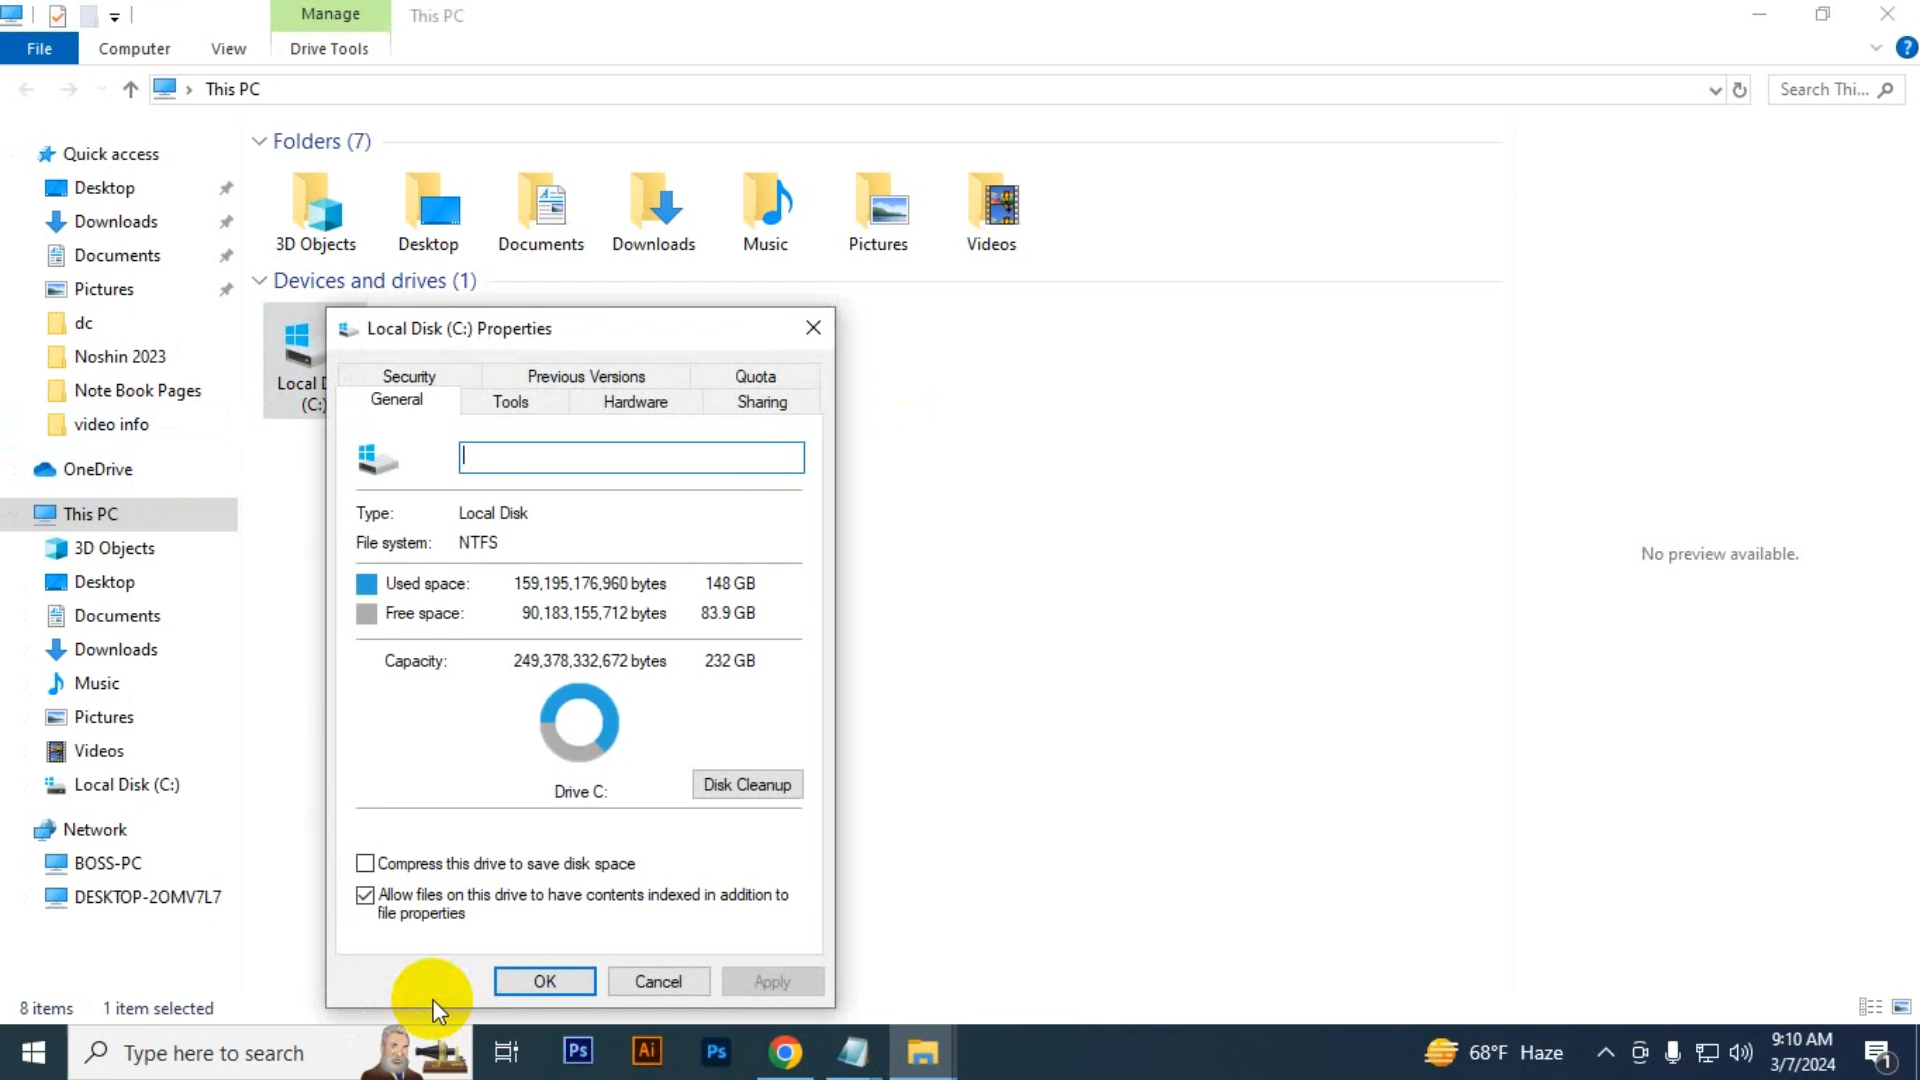 Manage
This PC
File
Computer
View
Drive Tools
This PC
Search Thi...
Quick access
Desktop
Downloads
Documents
Pictures
dc
Noshin 2023
Note Book Pages
video info
OneDrive
This PC
3D Objects
Desktop
Documents
Downloads
Music
Pictures
Videos
Local Disk (C:)
Network
BOSS-PC
DESKTOP-2OMV7L7
Folders (7)
3D Objects
Desktop
Documents
Downloads
Music
Pictures
Videos
Devices and drives (1)
Local D
(C:)
Local Disk (C:) Properties
Security
Previous Versions
Quota
General
Tools
Hardware
Sharing
Type: Local Disk
File system: NTFS
Used space: 159,195,176,960 bytes 148 GB
Free space: 90,183,155,712 bytes 83.9 GB
Capacity: 249,378,332,672 bytes 232 GB
Drive C:
Disk Cleanup
Compress this drive to save disk space
Allow files on this drive to have contents indexed in addition to
file properties
OK
Cancel
Apply
No preview available.
8 items 1 item selected
Type here to search
Ps
Ai
Ps
68°F Haze
9:10 AM
3/7/2024
1